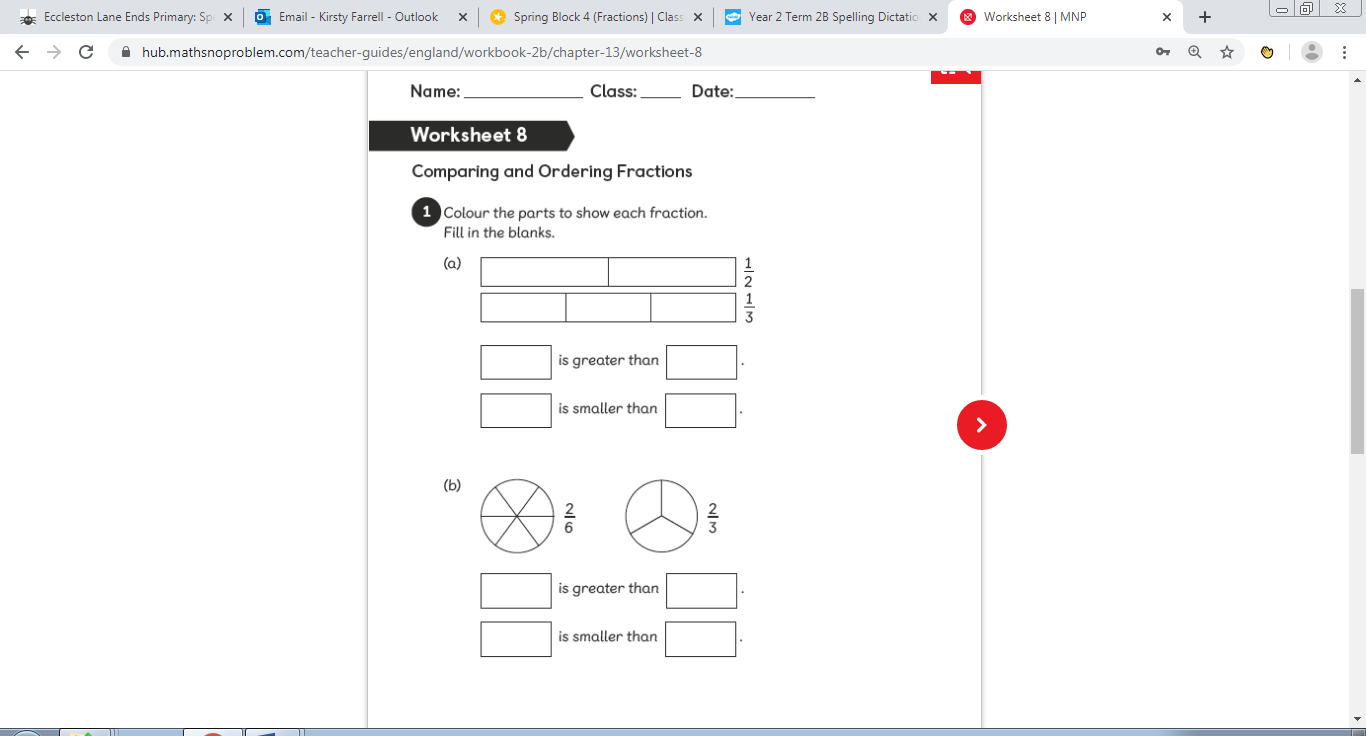 Eccleston Lane Ends Primary: Sp
Email - Kirsty Farrell - Outlook
Spring Block 4 (Fractions) | Class
Year 2 Term 2B Spelling Dictatio
Worksheet 8 | MNP
hub.mathsnoproblem.com/teacher-guides/england/workbook-2b/chapter-13/worksheet-8
Name: ____________ Class: ____ Date: ________
Worksheet 8
Comparing and Ordering Fractions
1 Colour the parts to show each fraction.
Fill in the blanks.
(a)
1/2
1/3
is greater than .
is smaller than .
(b)
2/6 2/3
is greater than .
is smaller than .